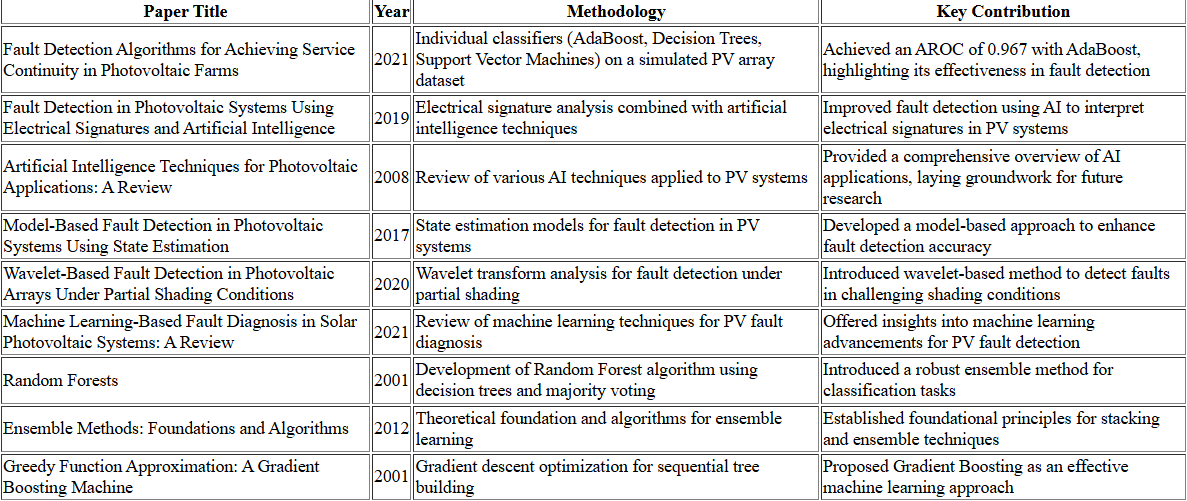 Paper Title Year Methodology Key Contribution
Fault Detection Algorithms for Achieving Service
Continuity in Photovoltaic Farms
2021
Individual classifiers (AdaBoost, Decision Trees,
Support Vector Machines) on a simulated PV array
dataset
Achieved an AROC of 0.967 with AdaBoost,
highlighting its effectiveness in fault detection
Fault Detection in Photovoltaic Systems Using
Electrical Signatures and Artificial Intelligence
2019
Electrical signature analysis combined with artificial
intelligence techniques
Improved fault detection using AI to interpret
electrical signatures in PV systems
Artificial Intelligence Techniques for Photovoltaic
Applications: A Review
2008
Review of various AI techniques applied to PV systems
Provided a comprehensive overview of AI
applications, laying groundwork for future
research
Model-Based Fault Detection in Photovoltaic
Systems Using State Estimation
2017
State estimation models for fault detection in PV
systems
Developed a model-based approach to enhance
fault detection accuracy
Wavelet-Based Fault Detection in Photovoltaic
Arrays Under Partial Shading Conditions
2020
Wavelet transform analysis for fault detection under
partial shading
Introduced wavelet-based method to detect faults
in challenging shading conditions
Machine Learning-Based Fault Diagnosis in Solar
Photovoltaic Systems: A Review
2021
Review of machine learning techniques for PV fault
diagnosis
Offered insights into machine learning
advancements for PV fault detection
Random Forests
2001
Development of Random Forest algorithm using
decision trees and majority voting
Introduced a robust ensemble method for
classification tasks
Ensemble Methods: Foundations and Algorithms
2012
Theoretical foundation and algorithms for ensemble
learning
Established foundational principles for stacking
and ensemble techniques
Greedy Function Approximation: A Gradient
Boosting Machine
2001
Gradient descent optimization for sequential tree
building
Proposed Gradient Boosting as an effective
machine learning approach